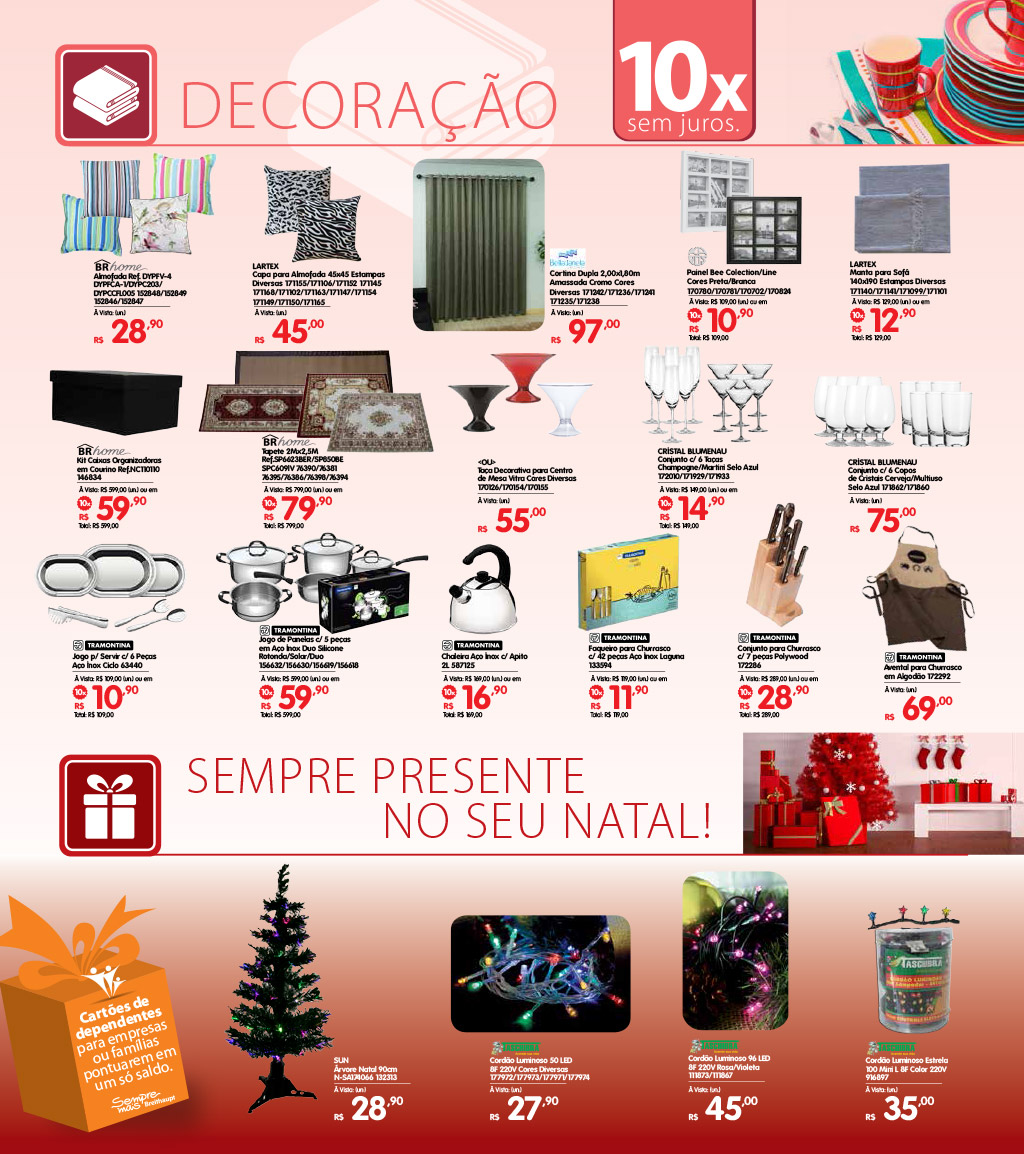 DECORAÇÃO
10x
sem juros.
BRhome
Almofada Ref. DYPFV-4
DYPFCA-1/DYPC203/
DYPCCFL005 152848/152849
152846/152847
À Vista: (un.)
R$ 28,90
LARTEX
Capa para Almofada 45x45 Estampas
Diversas 171155/171106/171152 171145
171168/171102/171163/171147/171154
171149/171150/171165
À Vista: (un.)
R$ 45,00
Cortina Dupla 2,00x1,80m
Amassada Cromo Cores
Diversas 171242/171236/171241
171235/171238
À Vista: (un.)
R$ 97,00
Painel Bee Colection/Line
Cores Preta/Branca
170780/170781/170702/170824
À Vista: R$ 109,00 (un.) ou em
10x
R$ 10,90
Total: R$ 109,00
LARTEX
Manta para Sofá
140x190 Estampas Diversas
171140/171141/171099/171101
À Vista: R$ 129,00 (un.) ou em
10x
R$ 12,90
Total: R$ 129,00
BRhome
Kit Caixas Organizadoras
em Courino Ref.NC110110
146834
À Vista: R$ 599,00 (un.) ou em
10x
R$ 59,90
Total: R$ 599,00
BRhome
Tapete 2Mx2,5M
Ref.SP6623BER/SP850BE
SPC6091V 76390/76381
76395/76386/76398/76394
À Vista: R$ 799,00 (un.) ou em
10x
R$ 79,90
Total: R$ 799,00
<OU>
Taça Decorativa para Centro
de Mesa Vitra Cores Diversas
170126/170154/170155
À Vista: (un.)
R$ 55,00
CRISTAL BLUMENAU
Conjunto c/ 6 Taças
Champagne/Martini Selo Azul
172010/171929/171933
À Vista: R$ 149,00 (un.) ou em
10x
R$ 14,90
Total: R$ 149,00
CRISTAL BLUMENAU
Conjunto c/ 6 Copos
de Cristais Cerveja/Multiuso
Selo Azul 171862/171860
À Vista: (un.)
R$ 75,00
TRAMONTINA
Jogo p/ Servir c/ 6 Peças
Aço Inox Ciclo 63440
À Vista: R$ 109,00 (un.) ou em
10x
R$ 10,90
Total: R$ 109,00
TRAMONTINA
Jogo de Panelas c/ 5 peças
em Aço Inox Duo Silicone
Rotonda/Solar/Duo
156632/156630/156619/156618
À Vista: R$ 599,00 (un.) ou em
10x
R$ 59,90
Total: R$ 599,00
TRAMONTINA
Chaleira Aço Inox c/ Apito
2L 587125
À Vista: R$ 169,00 (un.) ou em
10x
R$ 16,90
Total: R$ 169,00
TRAMONTINA
Faqueiro para Churrasco
c/ 42 peças Aço Inox Laguna
133594
À Vista: R$ 119,00 (un.) ou em
10x
R$ 11,90
Total: R$ 119,00
TRAMONTINA
Conjunto para Churrasco
c/ 7 peças Polywood
172286
À Vista: R$ 289,00 (un.) ou em
10x
R$ 28,90
Total: R$ 289,00
TRAMONTINA
Avental para Churrasco
em Algodão 172292
À Vista: (un.)
R$ 69,00
SEMPRE PRESENTE
NO SEU NATAL!
Cartões de
dependentes
para empresas
ou famílias
pontuarem em
um só saldo.
Sempre
mais Breithaupt
SUN
Árvore Natal 90cm
N-SA174066 132313
À Vista: (un.)
R$ 28,90
TASCHIBRA
Cordão Luminoso 50 LED
8F 220V Cores Diversas
177972/177973/177971/177974
À Vista: (un.)
R$ 27,90
TASCHIBRA
Cordão Luminoso 96 LED
8F 220V Rosa/Violeta
111873/111867
À Vista: (un.)
R$ 45,00
TASCHIBRA
TASCHIBRA
Cordão Luminoso Estrela
100 Mini L 8F Color 220V
916897
À Vista: (un.)
R$ 35,00